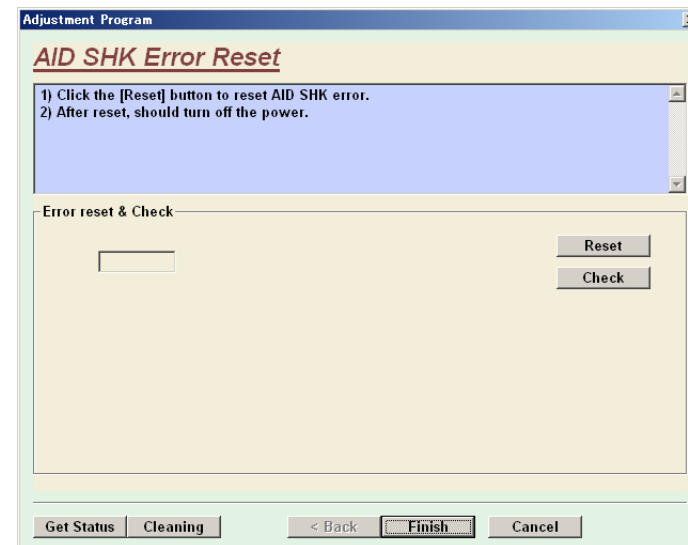 Adjustment Program
AID SHK Error Reset
1) Click the [Reset] button to reset AID SHK error.
2) After reset, should turn off the power.
Error reset & Check
Reset
Check
Get Status
Cleaning
< Back
Finish
Cancel